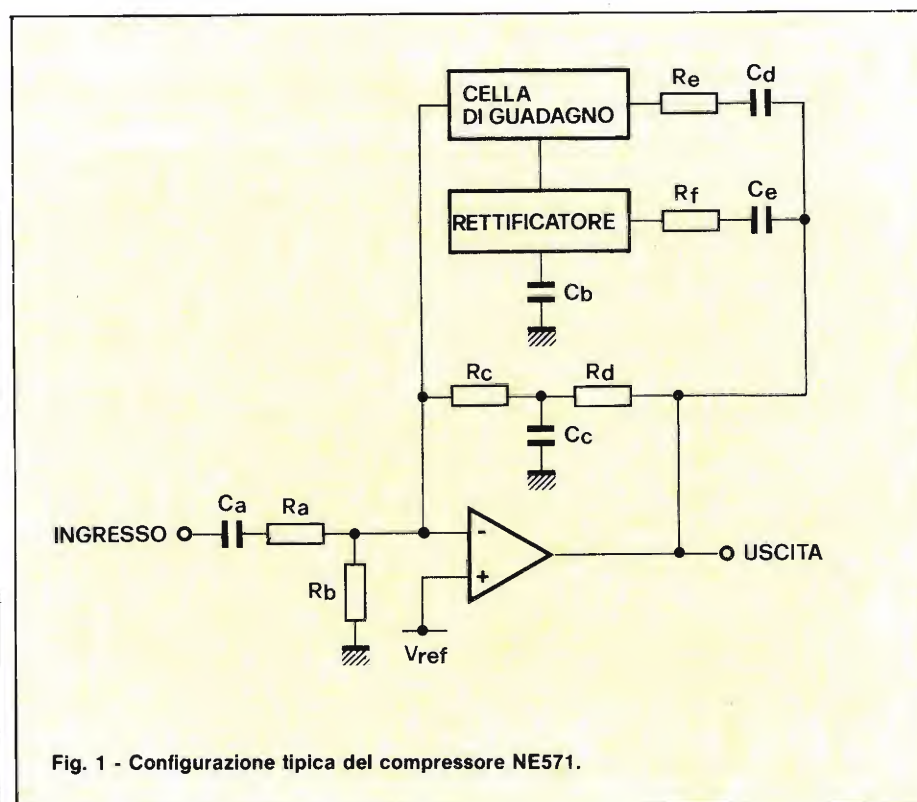 CELLA
DI GUADAGNO
Re
Cd
RETTIFICATORE
Rf
Ce
Cb
Rc
Rd
Cc
INGRESSO
Ca
Ra
Rb
-
+
Vref
USCITA
Fig. 1 - Configurazione tipica del compressore NE571.